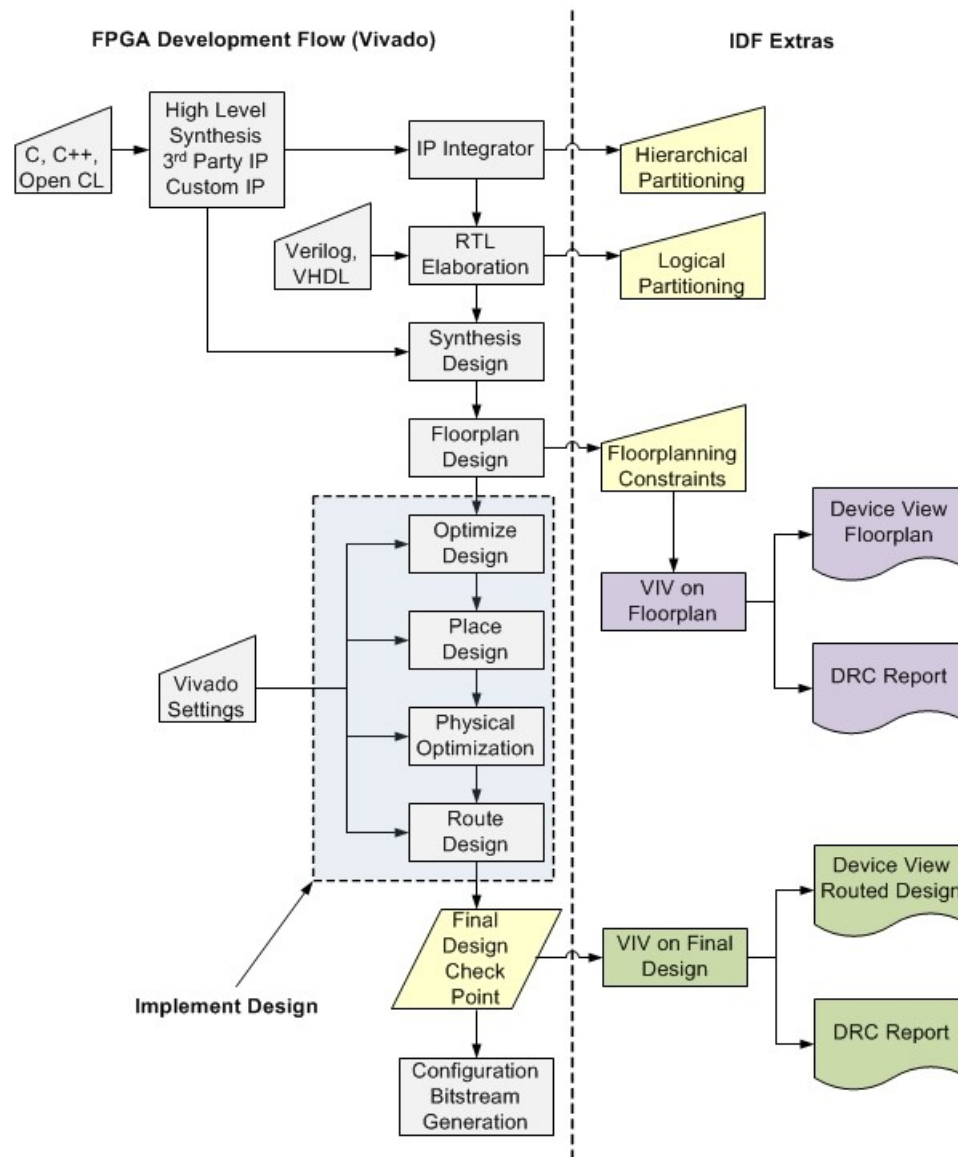 FPGA Development Flow (Vivado)
IDF Extras
High Level
Synthesis
3rd Party IP
Custom IP
C, C++,
Open CL
IP Integrator
Hierarchical
Partitioning
Verilog,
VHDL
RTL
Elaboration
Logical
Partitioning
Synthesis
Design
Floorplan
Design
Floorplanning
Constraints
Device View
Floorplan
Optimize
Design
VIV on
Floorplan
Place
Design
DRC Report
Vivado
Settings
Physical
Optimization
Route
Design
Device View
Routed Design
Final
Design
Check
Point
VIV on Final
Design
Implement Design
DRC Report
Configuration
Bitstream
Generation